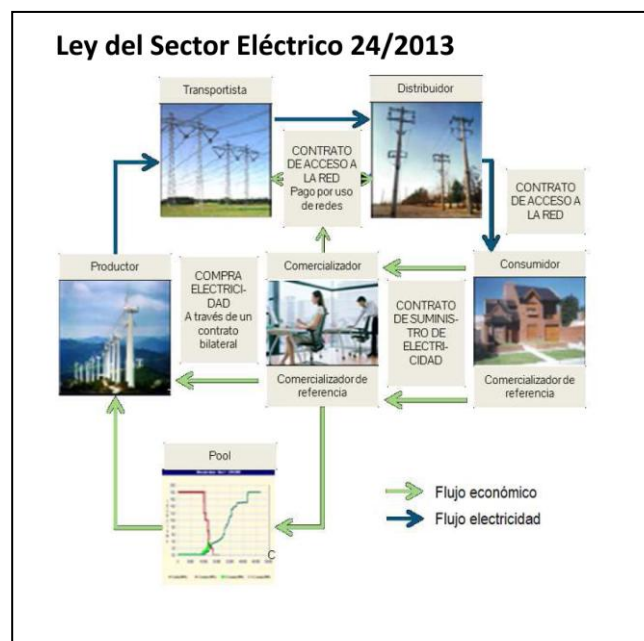 Ley del Sector Eléctrico 24/2013
Transportista
Distribuidor
CONTRATO
DE ACCESO A
LA RED
Pago por uso
de redes
CONTRATO
DE ACCESO A
LA RED
Productor
COMPRA
ELECTRICI-
DAD
A través de un
contrato
bilateral
Comercializador
CONTRATO
DE SUMINIS-
TRO DE
ELECTRI-
CIDAD
Consumidor
Comercializador de
referencia
Comercializador de
referencia
Pool
C
Flujo económico
Flujo electricidad